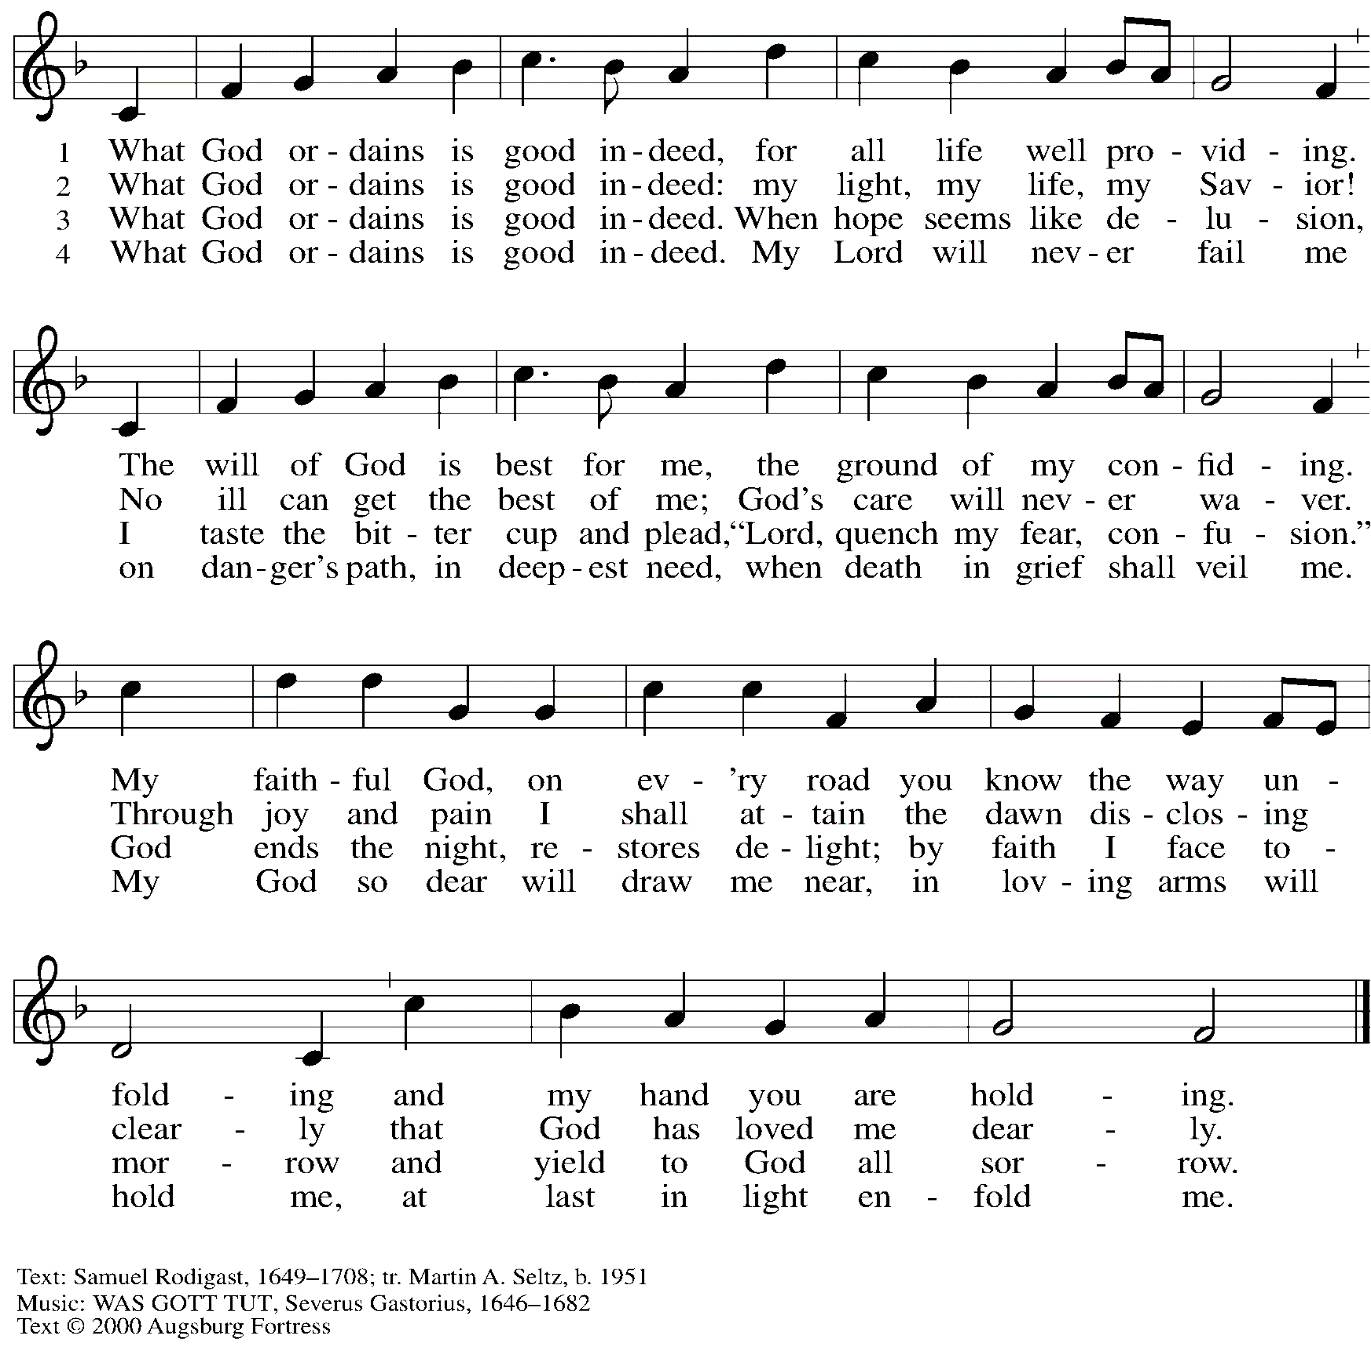 1 What God or - dains is good in - deed, for all life well pro - vid - ing.
2 What God or - dains is good in - deed: my light, my life, my Sav - ior!
3 What God or - dains is good in - deed. When hope seems like de - lu - sion,
4 What God or - dains is good in - deed. My Lord will nev - er fail me
The will of God is best for me, the ground of my con - fid - ing.
No ill can get the best of me; God's care will nev - er wa - ver.
I taste the bit - ter cup and plead, “Lord, quench my fear, con - fu - sion.”
on dan - ger's path, in deep - est need, when death in grief shall veil me.
My faith - ful God, on ev - 'ry road you know the way un -
Through joy and pain I shall at - tain the dawn dis - clos - ing
God ends the night, re - stores de - light; by faith I face to -
My God so dear will draw me near, in lov - ing arms will
fold - ing and my hand you are hold - ing.
clear - ly that God has loved me dear - ly.
mor - row and yield to God all sor - row.
hold me, at last in light en - fold me.
Text: Samuel Rodigast, 1649–1708; tr. Martin A. Seltz, b. 1951
Music: WAS GOTT TUT, Severus Gastorius, 1646–1682
Text © 2000 Augsburg Fortress